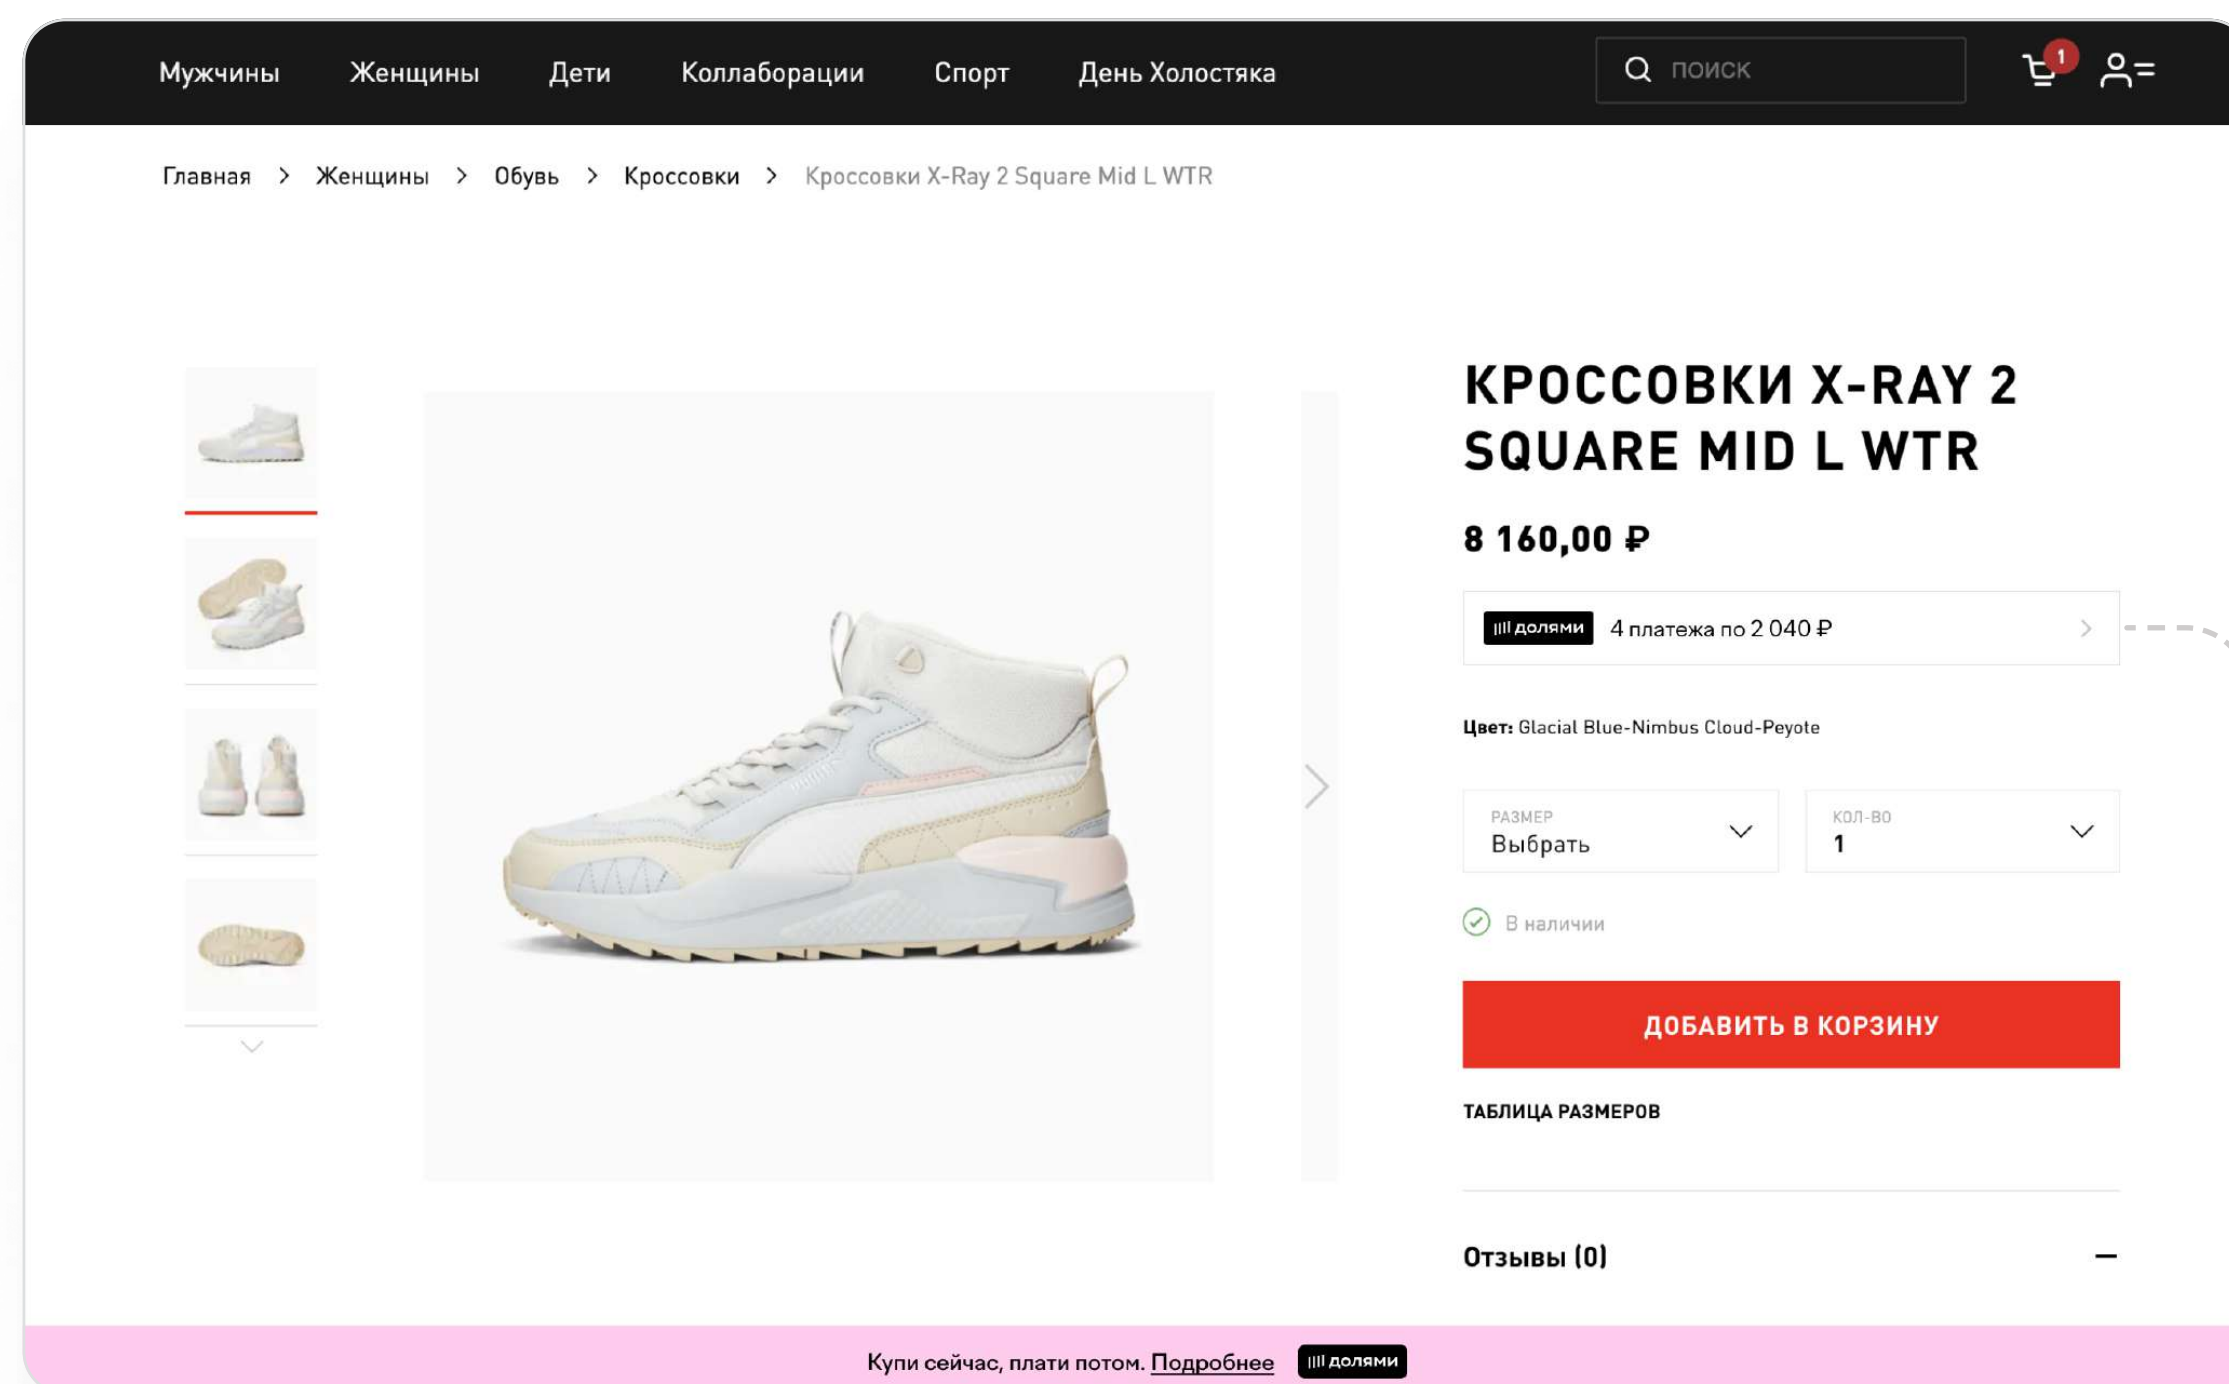 Мужчины Женщины Дети Коллаборации Спорт День Холостяка ПОИСК 1
Главная > Женщины > Обувь > Кроссовки > Кроссовки X-Ray 2 Square Mid L WTR
КРОССОВКИ X-RAY 2
SQUARE MID L WTR
8 160,00 ₽
долями 4 платежа по 2 040 ₽
Цвет: Glacial Blue-Nimbus Cloud-Peyote
РАЗМЕР КОЛ-ВО
Выбрать 1
В наличии
ДОБАВИТЬ В КОРЗИНУ
ТАБЛИЦА РАЗМЕРОВ
Отзывы (0)
Купи сейчас, плати потом. Подробнее долями